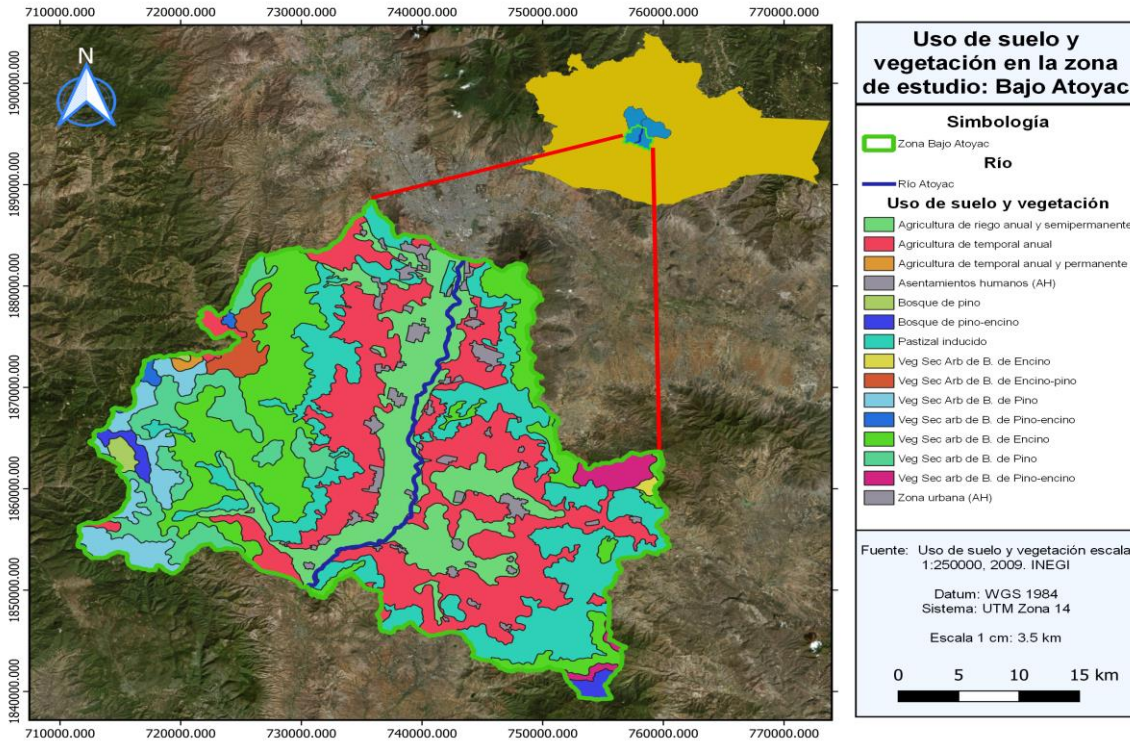 710000.000 720000.000 730000.000 740000.000 750000.000 760000.000 770000.000
1900000.000
1890000.000
1880000.000
1870000.000
1860000.000
1850000.000
1840000.000
N
710000.000 720000.000 730000.000 740000.000 750000.000 760000.000 770000.000
Uso de suelo y
vegetación en la zona
de estudio: Bajo Atoyac
Simbología
Zona Bajo Atoyac
Río
Río Atoyac
Uso de suelo y vegetación
Agricultura de riego anual y semipermanente
Agricultura de temporal anual
Agricultura de temporal anual y permanente
Asentamientos humanos (AH)
Bosque de pino
Bosque de pino-encino
Pastizal inducido
Veg Sec Arb de B. de Encino
Veg Sec Arb de B. de Encino-pino
Veg Sec Arb de B. de Pino
Veg Sec arb de B. de Pino-encino
Veg Sec arb de B. de Encino
Veg Sec arb de B. de Pino
Veg Sec arb de B. de Pino-encino
Zona urbana (AH)
Fuente: Uso de suelo y vegetación escala
1:250000, 2009. INEGI
Datum: WGS 1984
Sistema: UTM Zona 14
Escala 1 cm: 3.5 km
0 5 10 15 km